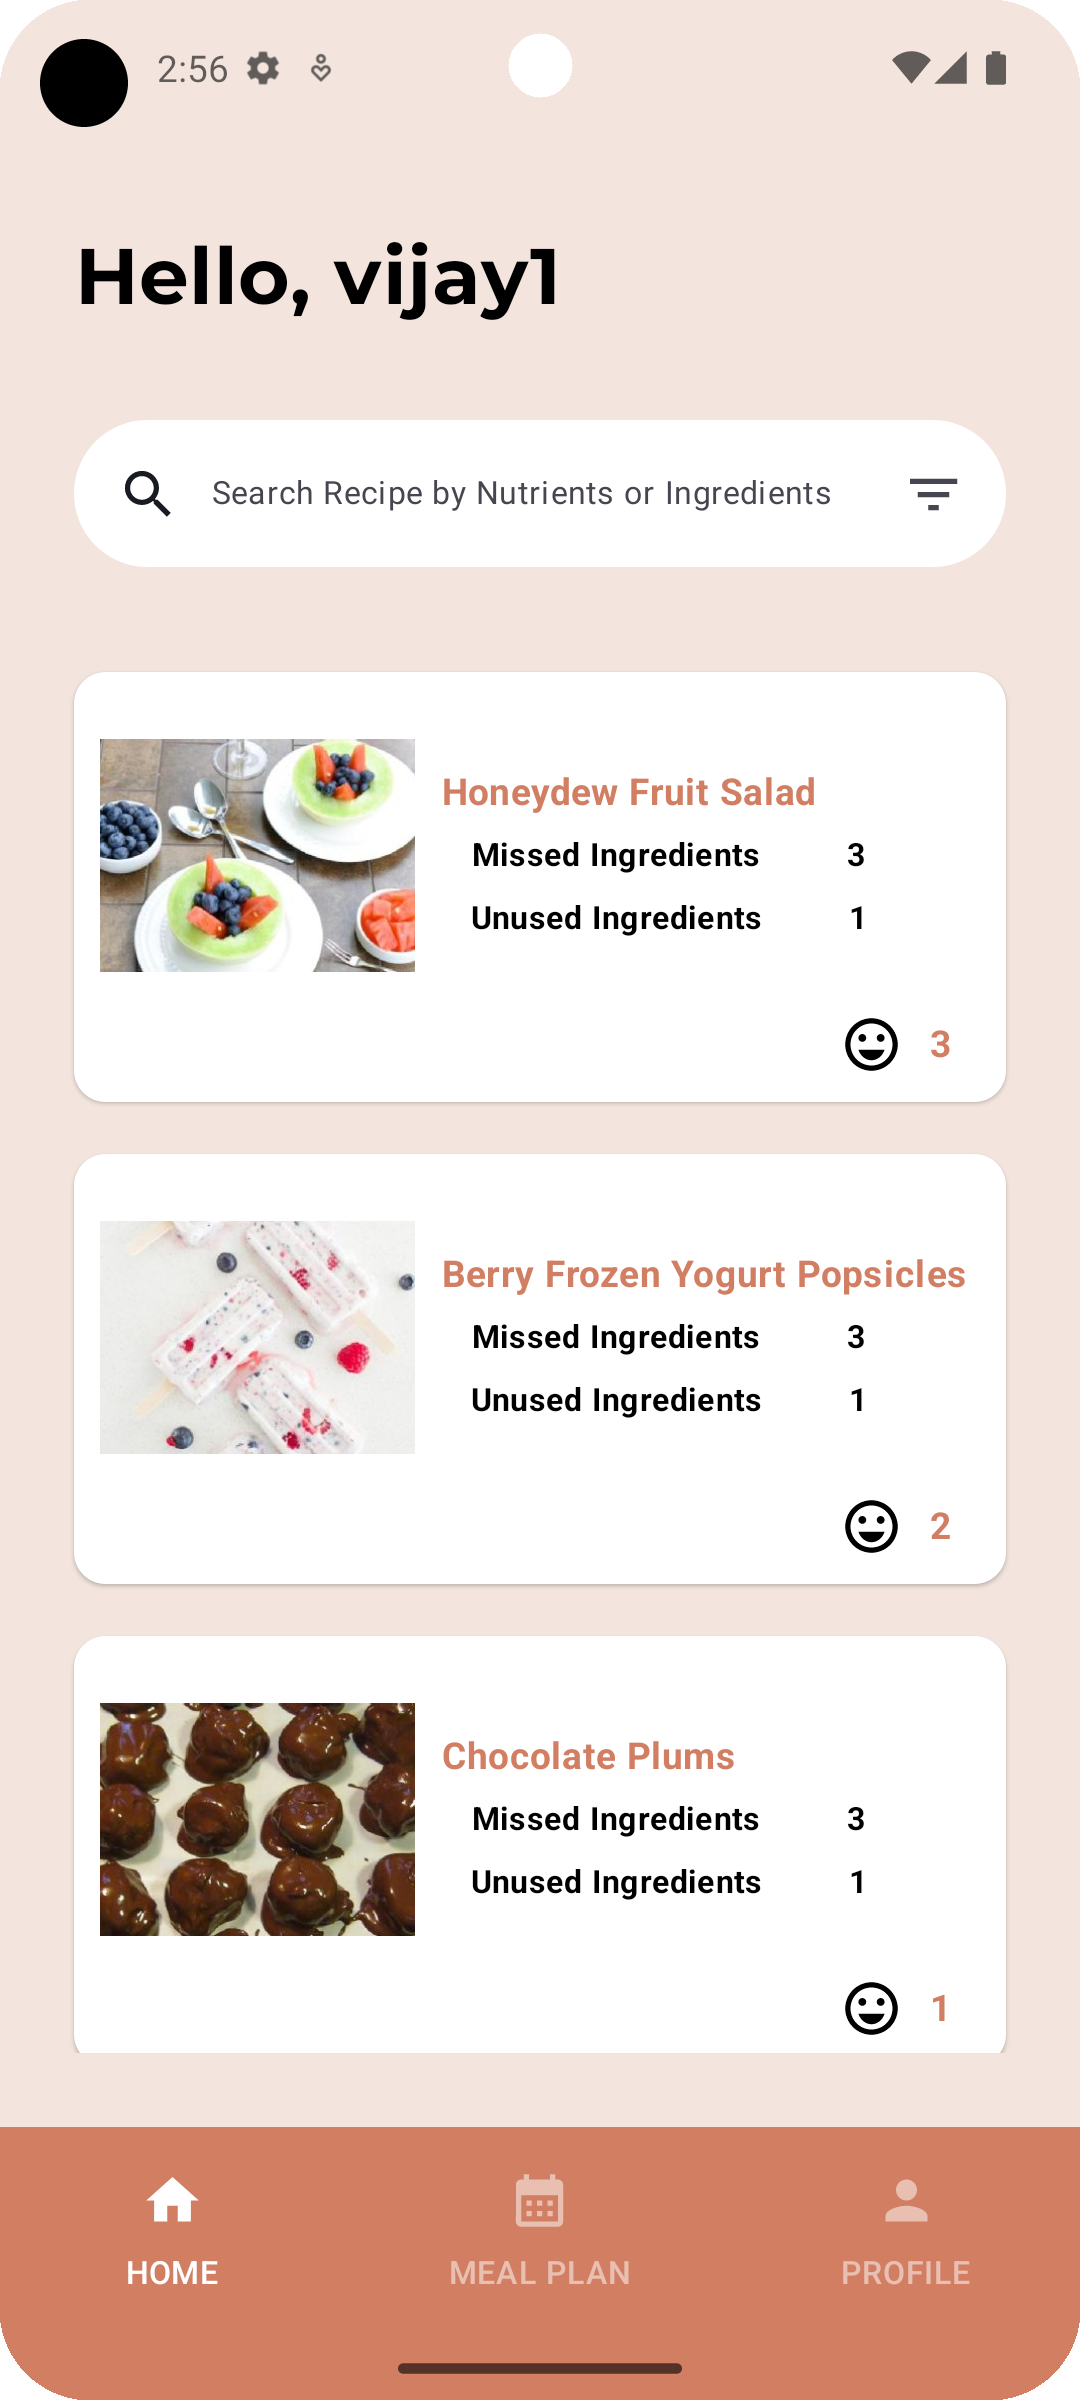 2:56
Hello, vijay1
Search Recipe by Nutrients or Ingredients
Honeydew Fruit Salad
Missed Ingredients 3
Unused Ingredients 1
3
Berry Frozen Yogurt Popsicles
Missed Ingredients 3
Unused Ingredients 1
2
Chocolate Plums
Missed Ingredients 3
Unused Ingredients 1
1
HOME MEAL PLAN PROFILE